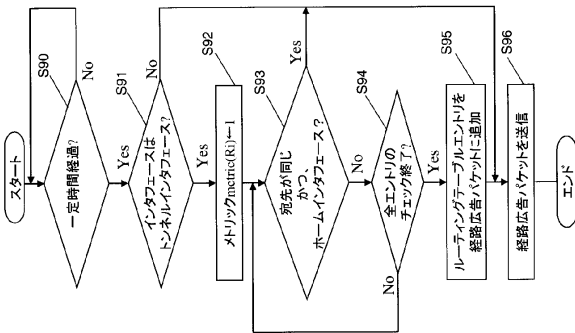 スタート
S90
一定時間経過?
No
Yes
S91
インタフェースは
トンネルインタフェース?
No
Yes
S92
メトリックmetric(Ri)←1
S93
宛先が同じ
かつ、
ホームインタフェース?
Yes
No
S94
全エントリの
チェック終了?
No
Yes
S95
ルーティングテーブルエントリを
経路広告パケットに追加
S96
経路広告パケットを送信
エンド